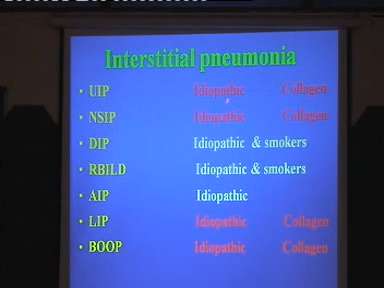 Interstitial pneumonia
• UIP Idiopathic Collagen
• NSIP Idiopathic Collagen
• DIP Idiopathic & smokers
• RBILD Idiopathic & smokers
• AIP Idiopathic
• LIP Idiopathic Collagen
• BOOP Idiopathic Collagen